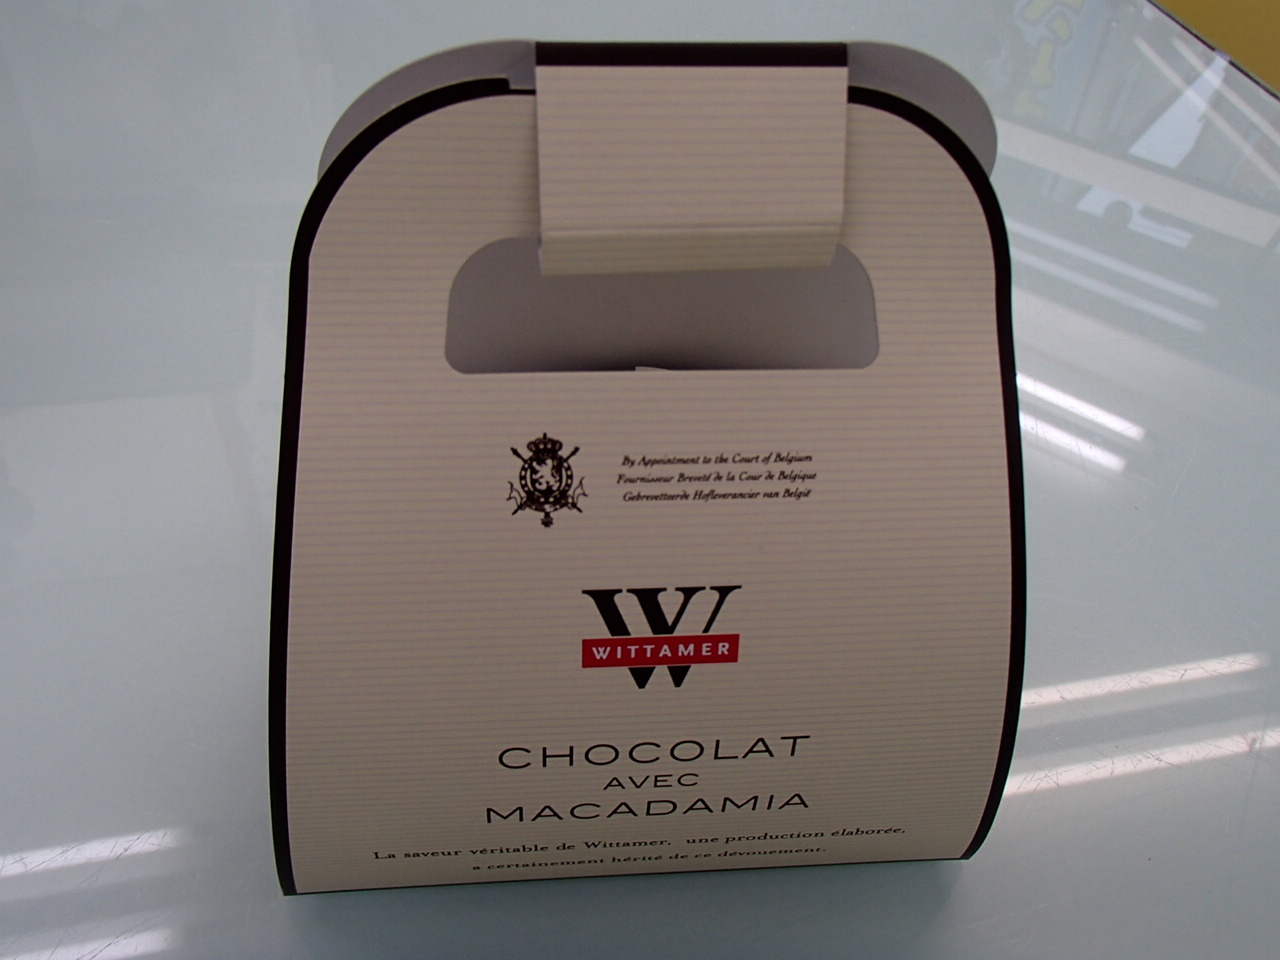 By Appointment to the Court of Belgium
Fournisseur Breveté de la Cour de Belgique
Gebrevetteerde Hofleverancier van België
W
WITTAMER
CHOCOLAT
AVEC
MACADAMIA
La saveur véritable de Wittamer, une production élaborée,
a certainement hérité de ce dévouement.